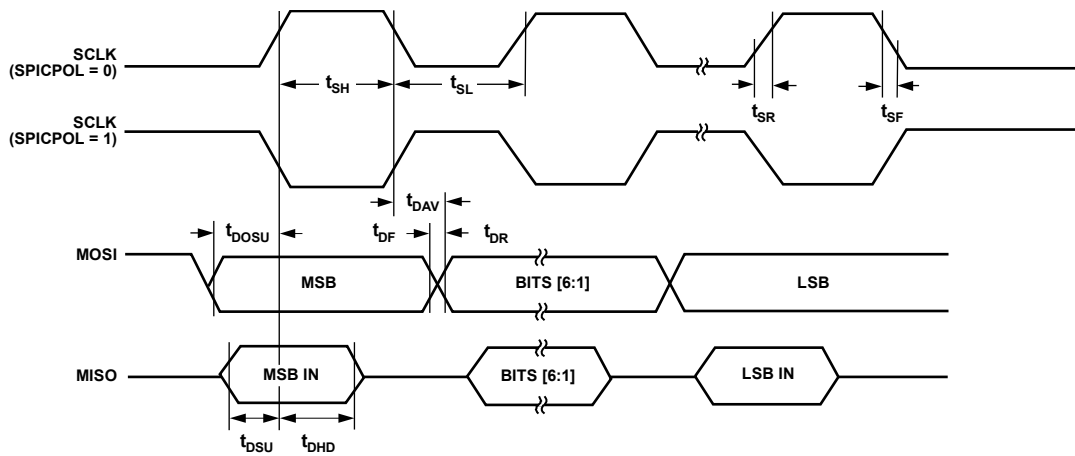 SCLK
(SPICPOL = 0)
tSH
tSL
tSR
tSF
SCLK
(SPICPOL = 1)
tDAV
tDOSU
tDF
tDR
MOSI
MSB
BITS [6:1]
LSB
MISO
MSB IN
BITS [6:1]
LSB IN
tDSU
tDHD